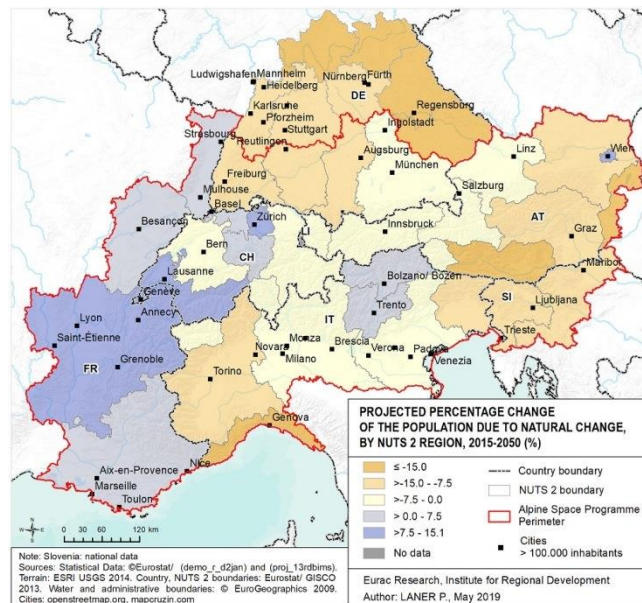 Ludwigshafen
Mannheim
Heidelberg
Nürnberg
Fürth
DE
Karlsruhe
Pforzheim
Stuttgart
Regensburg
Ingolstadt
Strasbourg
Reutlingen
Augsburg
Linz
Wien
München
Freiburg
Mulhouse
Salzburg
Basel
Besançon
Zürich
LI
Innsbruck
AT
Graz
Bern
CH
Maribor
Lausanne
Bolzano/ Bozen
SI
Genève
Trento
Ljubljana
Annecy
IT
Lyon
Trieste
Saint-Étienne
Novara
Monza
Brescia
Verona
Padova
Milano
Venezia
Grenoble
FR
Torino
Genova
Nice
Aix-en-Provence
Marseille
Toulon
0 20 40 80 120 km
PROJECTED PERCENTAGE CHANGE
OF THE POPULATION DUE TO NATURAL CHANGE,
BY NUTS 2 REGION, 2015-2050 (%)
≤ -15.0
>-15.0 - -7.5
>-7.5 - 0.0
> 0.0 - 7.5
>7.5 - 15.1
No data
Country boundary
NUTS 2 boundary
Alpine Space Programme
Perimeter
Cities
> 100.000 inhabitants
Note: Slovenia: national data
Sources: Statistical Data: ©Eurostat/ (demo_r_d2jan) and (proj_13rdbims).
Terrain: ESRI USGS 2014. Country, NUTS 2 boundaries: Eurostat/ GISCO
2013. Water and administrative boundaries: © EuroGeographics 2009.
Cities: openstreetmap.org, mapcruzin.com
Eurac Research, Institute for Regional Development
Author: LANER P., May 2019